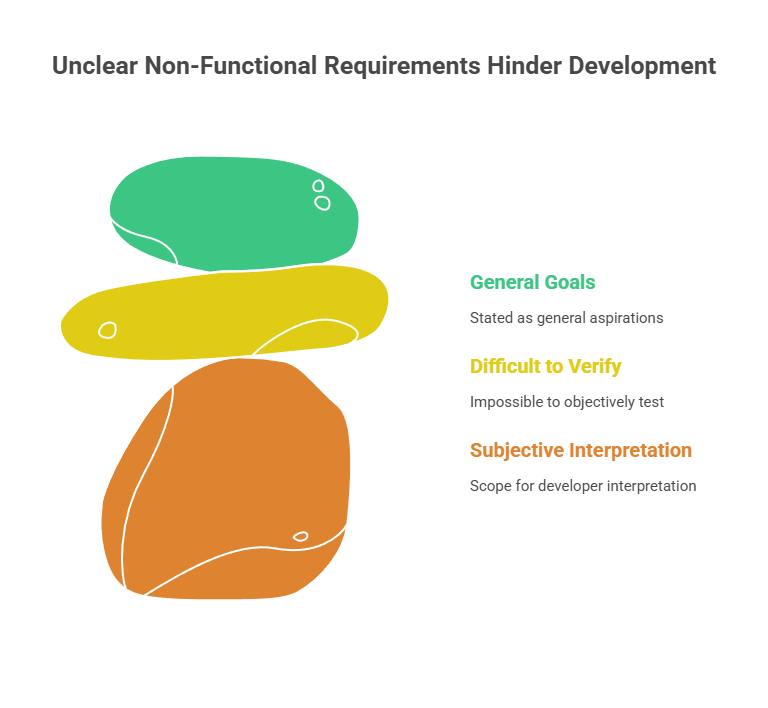 Unclear Non-Functional Requirements Hinder Development
General Goals
Stated as general aspirations
Difficult to Verify
Impossible to objectively test
Subjective Interpretation
Scope for developer interpretation